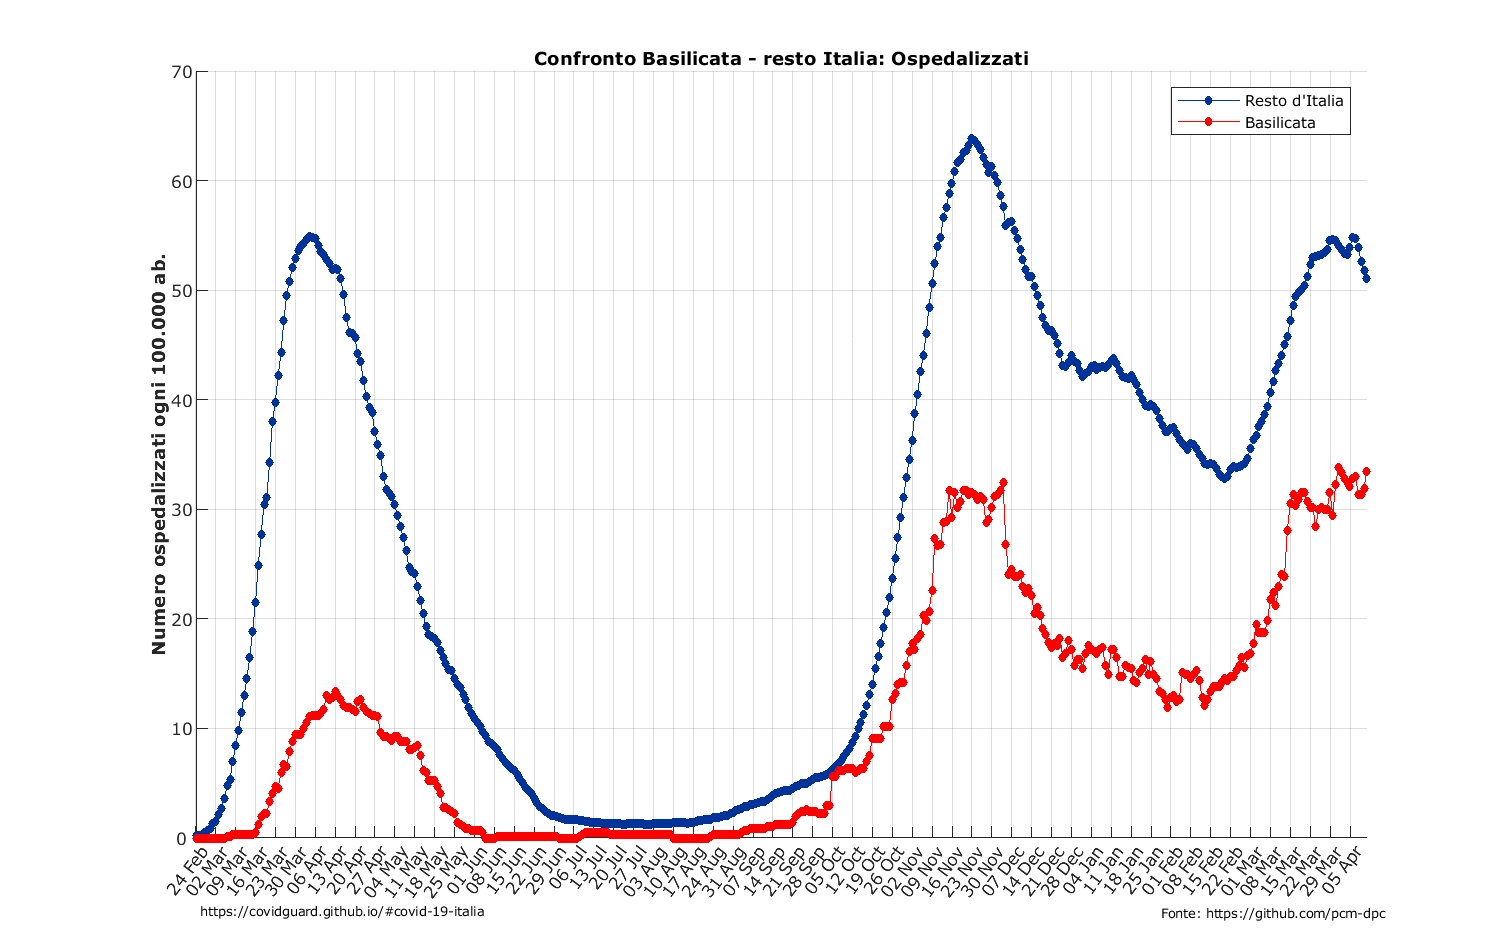 Confronto Basilicata - resto Italia: Ospedalizzati
Numero ospedalizzati ogni 100.000 ab.
70
60
50
40
30
20
10
0
Resto d'Italia
Basilicata
24 Feb
02 Mar
09 Mar
16 Mar
23 Mar
30 Mar
06 Apr
13 Apr
20 Apr
27 Apr
04 May
11 May
18 May
25 May
01 Jun
08 Jun
15 Jun
22 Jun
29 Jun
06 Jul
13 Jul
20 Jul
27 Jul
03 Aug
10 Aug
17 Aug
24 Aug
31 Aug
07 Sep
14 Sep
21 Sep
28 Sep
05 Oct
12 Oct
19 Oct
26 Oct
02 Nov
09 Nov
16 Nov
23 Nov
30 Nov
07 Dec
14 Dec
21 Dec
28 Dec
04 Jan
11 Jan
18 Jan
25 Jan
01 Feb
08 Feb
15 Feb
22 Feb
01 Mar
08 Mar
15 Mar
22 Mar
29 Mar
05 Apr
https://covidguard.github.io/#covid-19-italia
Fonte: https://github.com/pcm-dpc